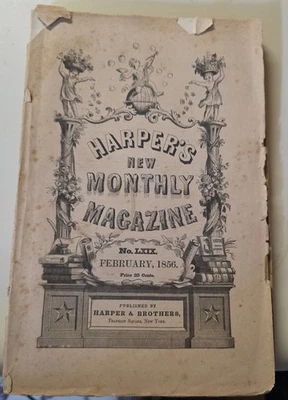 HARPER'S
NEW
MONTHLY
MAGAZINE
No. LXIX.
FEBRUARY, 1856.
Price 25 Cents.
PUBLISHED BY
HARPER & BROTHERS,
FRANKLIN SQUARE, NEW YORK.